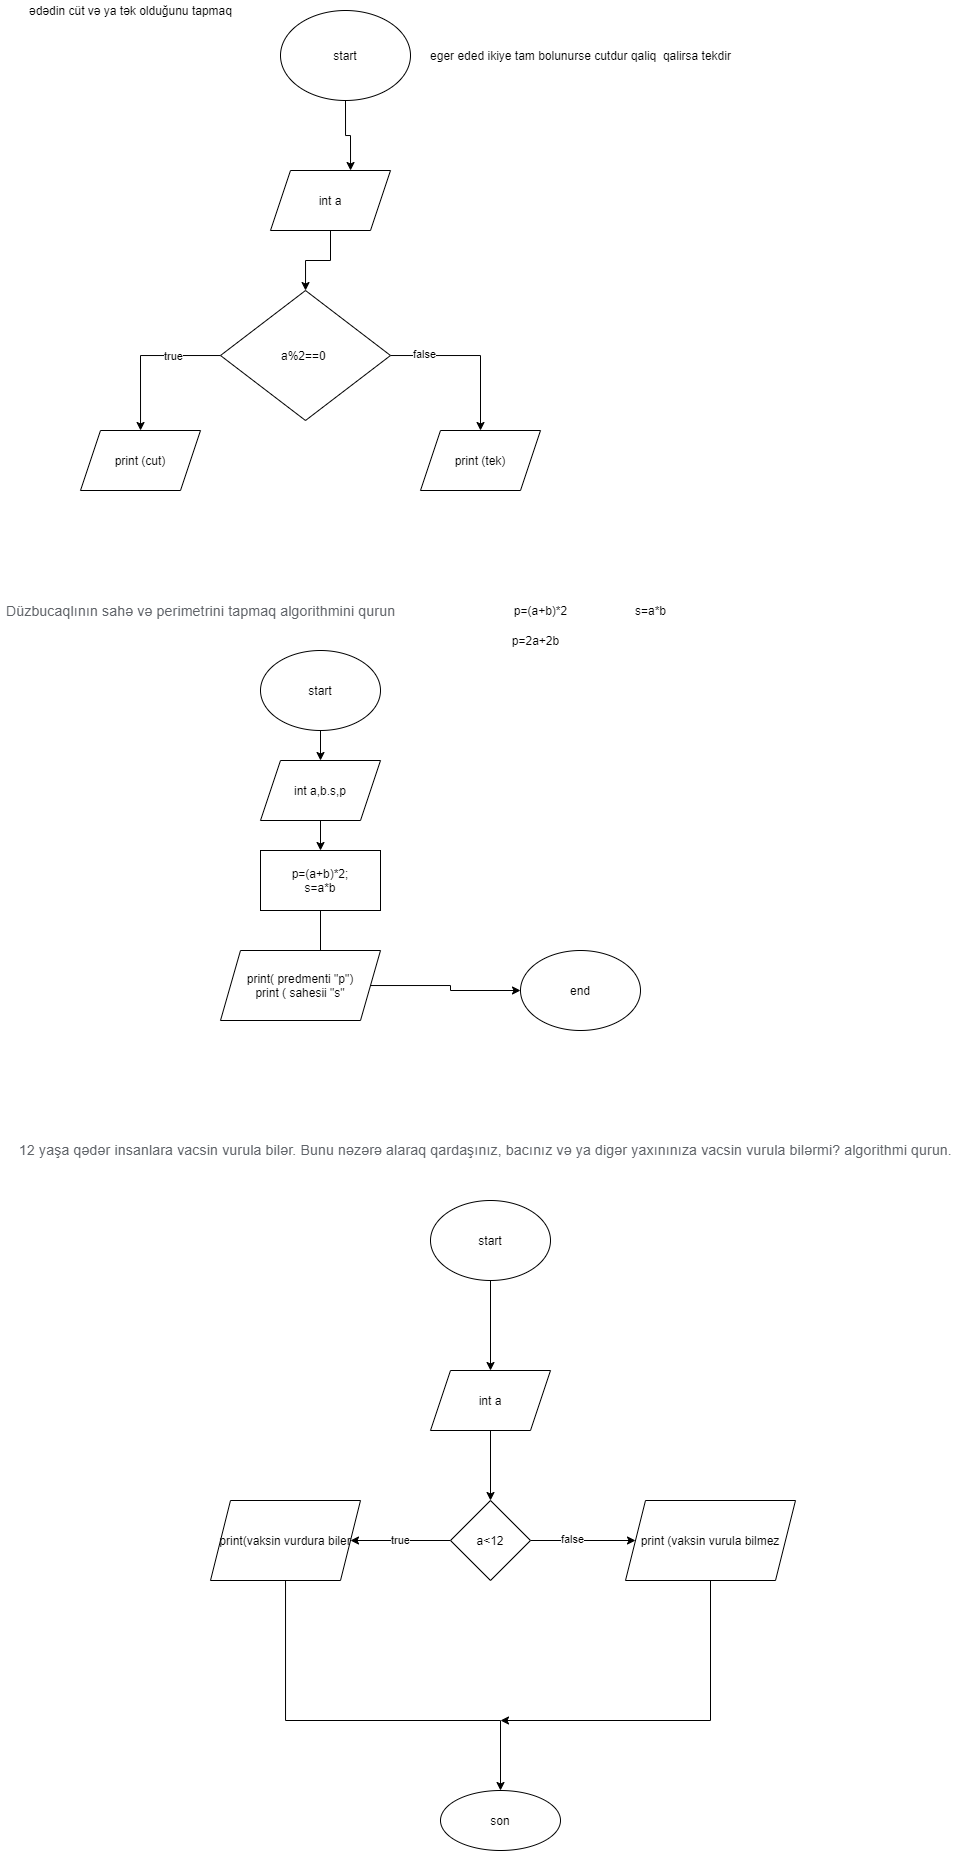 ədədin cüt və ya tək olduğunu tapmaq
start
eger eded ikiye tam bolunurse cutdur qaliq  qalirsa tekdir
int a
a%2==0
true
false
print (cut)
print (tek)
Düzbucaqlının sahə və perimetrini tapmaq algorithmini qurun
p=(a+b)*2
s=a*b
p=2a+2b
start
int a,b.s,p
p=(a+b)*2;
s=a*b
print( predmenti "p")
print ( sahesii "s"
end
12 yaşa qədər insanlara vacsin vurula bilər. Bunu nəzərə alaraq qardaşınız, bacınız və ya digər yaxınınıza vacsin vurula bilərmi? algorithmi qurun.
start
int a
print(vaksin vurdura biler
true
a<12
false
print (vaksin vurula bilmez
son